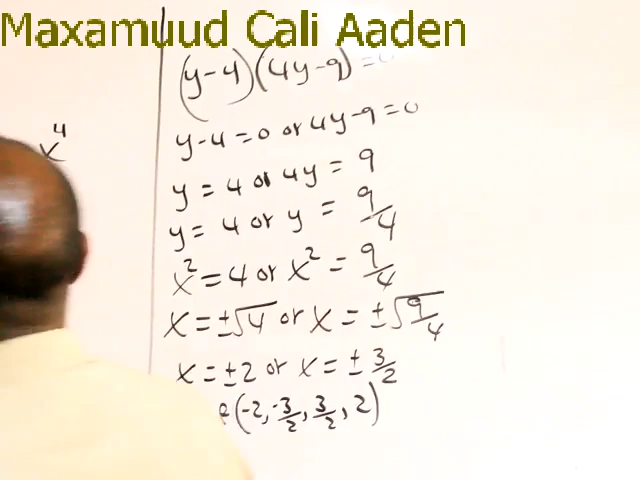 Maxamuud Cali Aaden
(y-4)(4y-9)=0
x⁴
y-4=0 or 4y-9=0
y=4 or 4y=9
y=4 or y=9/4
x²=4 or x²=9/4
x=±√4 or x=±√9/4
x=±2 or x=±3/2
(-2,-3/2,3/2,2)